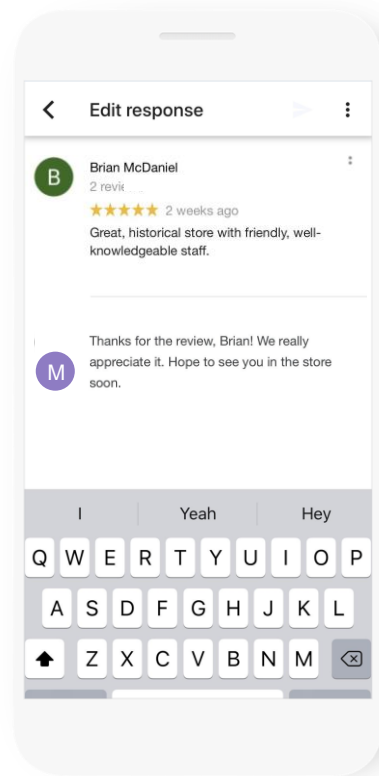 Edit response
B
Brian McDaniel
2
2 weeks ago
Great, historical store with friendly, well-
knowledgeable staff.
M
Thanks for the review, Brian! We really
appreciate it. Hope to see you in the store
soon.
I Yeah Hey
Q W E R T Y U I O P
A S D F G H J K L
Z X C V B N M